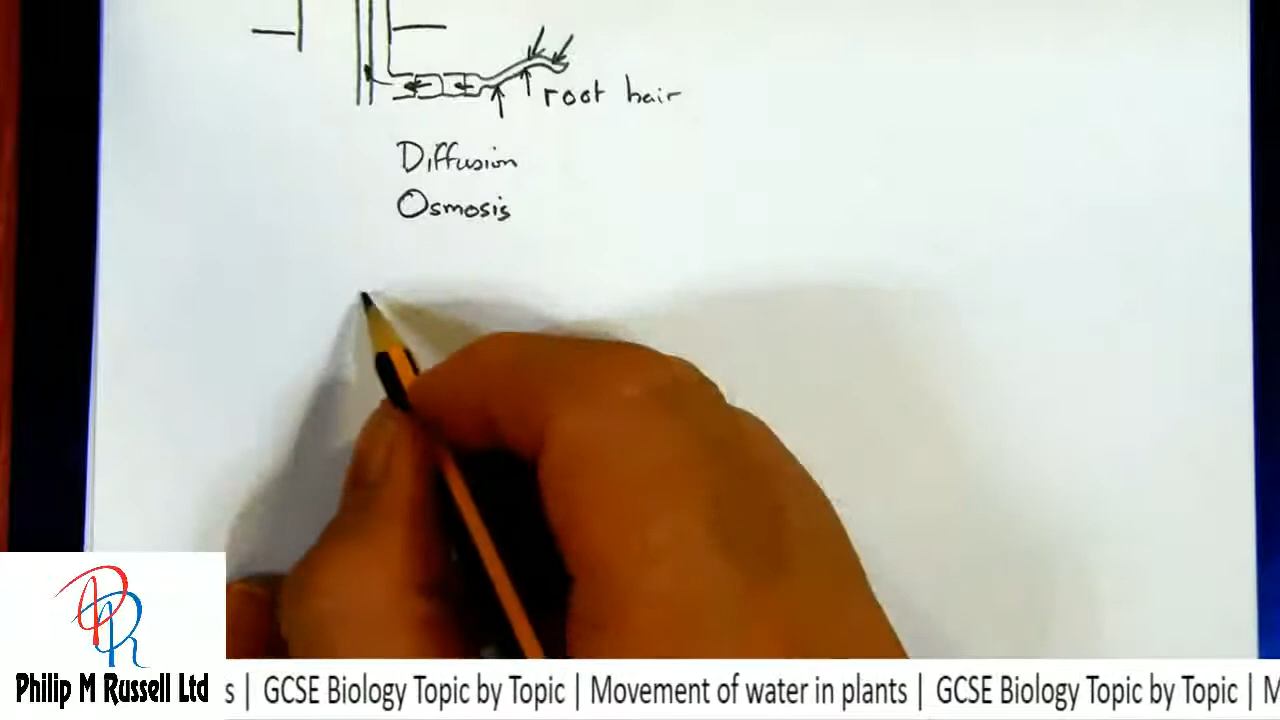 root hair
Diffusion
Osmosis
Philip M Russell Ltd
s | GCSE Biology Topic by Topic | Movement of water in plants | GCSE Biology Topic by Topic | M